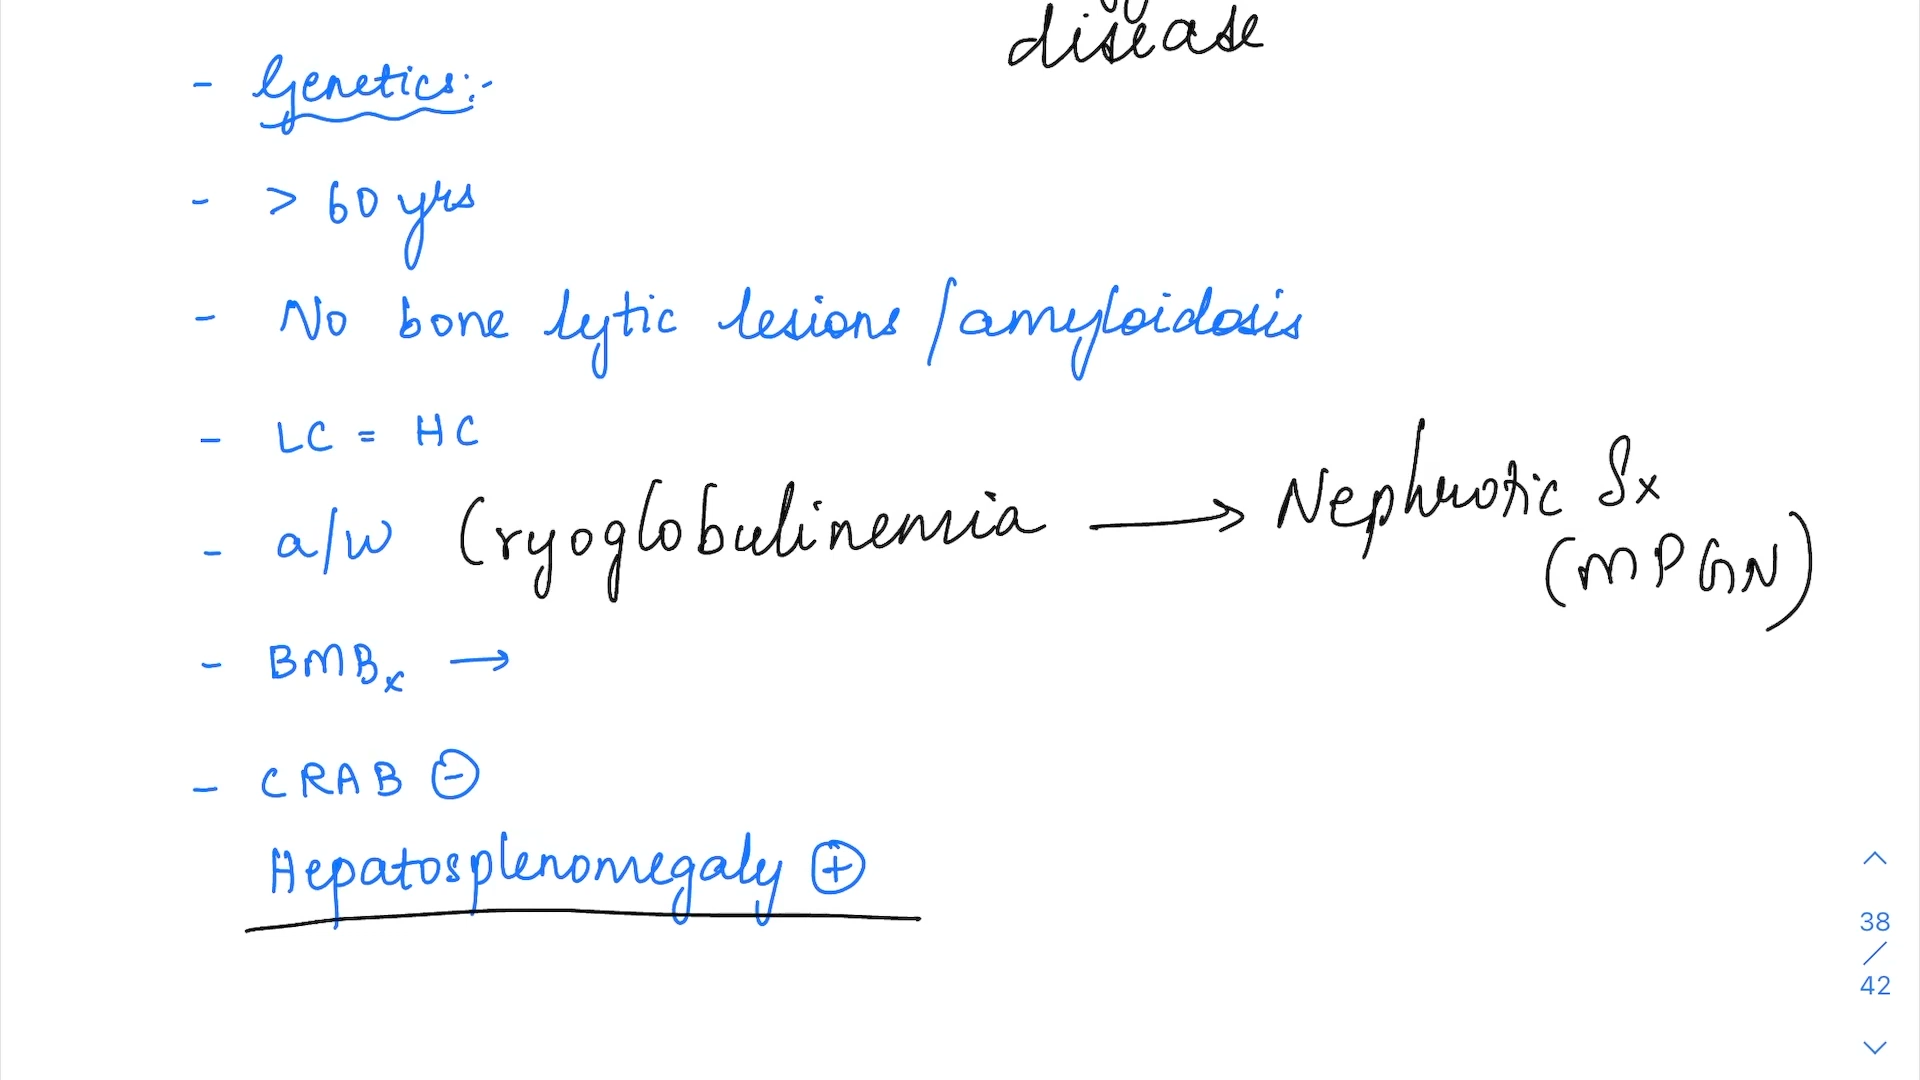 disease
- Genetics:-
- > 60 yrs
- No bone lytic lesions / amyloidosis
- LC = HC
- a/w Cryoglobulinemia → Nephrotic Sx
(MPGN)
- BMBx →
- CRAB ⊖
Hepatosplenomegaly ⊕
38
/
42